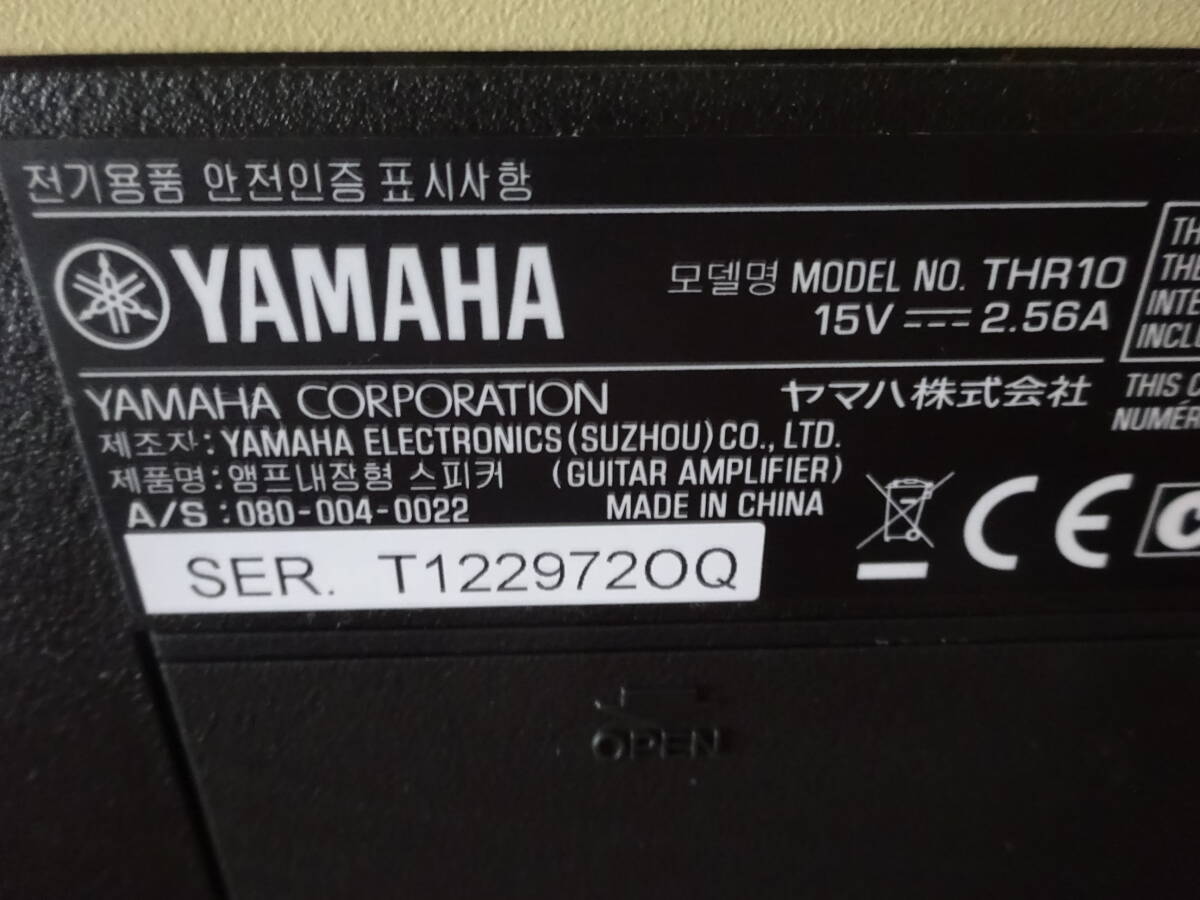 전기용품 안전인증 표시사항
YAMAHA
모델명 MODEL NO. THR10
15V 2.56A
YAMAHA CORPORATION ヤマハ株式会社
제조자: YAMAHA ELECTRONICS (SUZHOU) CO., LTD.
제품명: 앰프내장형 스피커 (GUITAR AMPLIFIER)
A/S : 080-004-0022 MADE IN CHINA
SER. T122972OQ
CE
THIS
OPEN